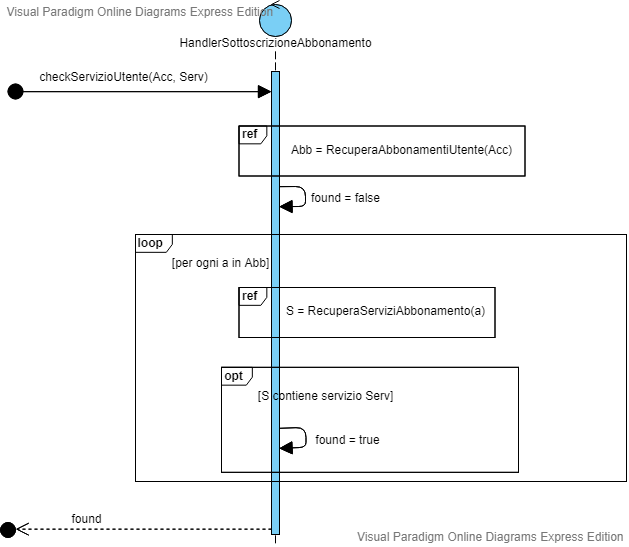 Visual Paradigm Online Diagrams Express Edition
HandlerSottoscrizioneAbbonamento
checkServizioUtente(Acc, Serv)
ref
Abb = RecuperaAbbonamentiUtente(Acc)
found = false
loop
[per ogni a in Abb]
ref
S = RecuperaServiziAbbonamento(a)
opt
[S contiene servizio Serv]
found = true
found
Visual Paradigm Online Diagrams Express Edition